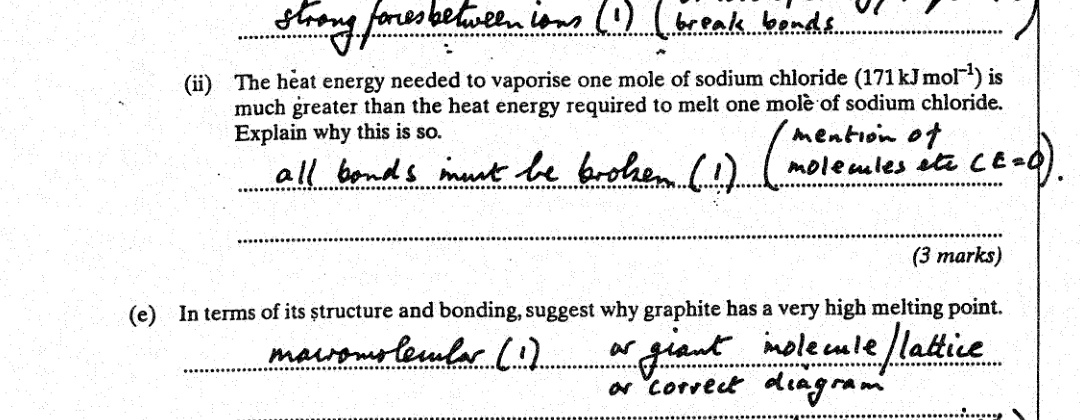 strong forces between ions (1) ( break bonds )
(ii) The heat energy needed to vaporise one mole of sodium chloride (171 kJ mol⁻¹) is
much greater than the heat energy required to melt one mole of sodium chloride.
Explain why this is so.
(mention of
all bonds must be broken (1) molecules etc CE=0).
(3 marks)
(e) In terms of its structure and bonding, suggest why graphite has a very high melting point.
macromolecular (1) or giant molecule/lattice
or correct diagram